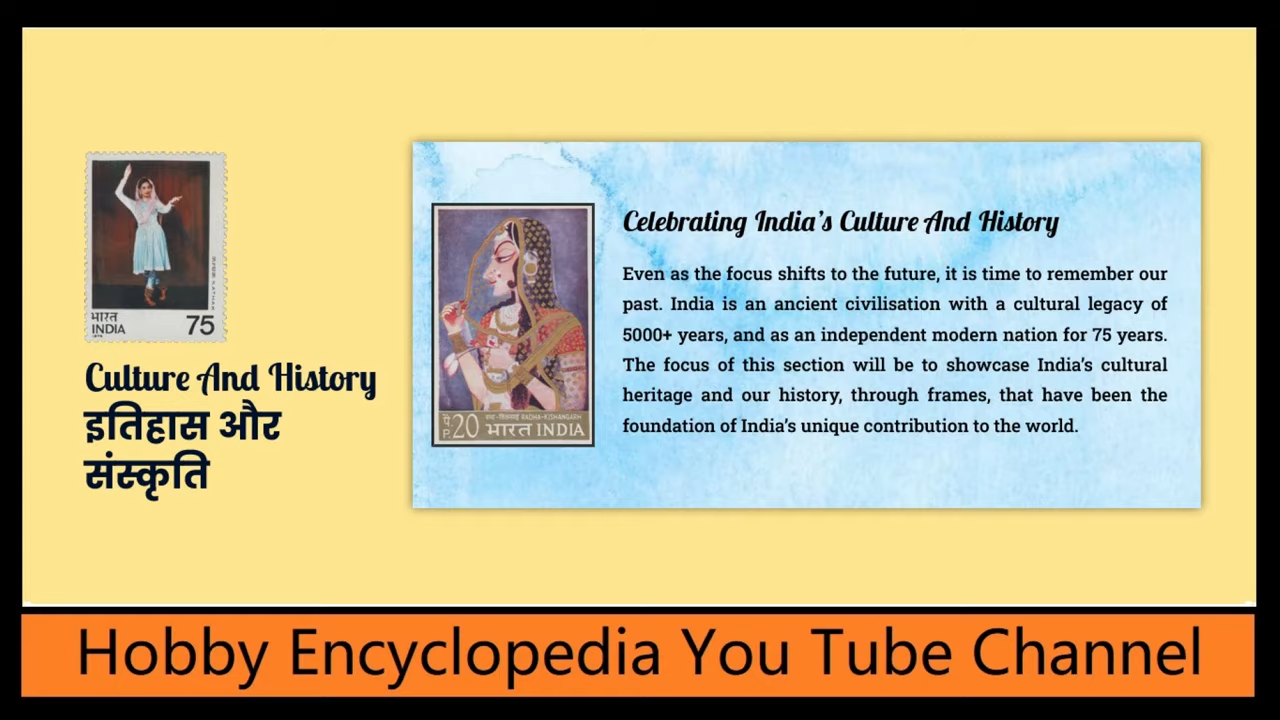 भारत
INDIA 75
Culture And History
इतिहास और
संस्कृति
Celebrating India's Culture And History
Even as the focus shifts to the future, it is time to remember our
past. India is an ancient civilisation with a cultural legacy of
5000+ years, and as an independent modern nation for 75 years.
The focus of this section will be to showcase India's cultural
heritage and our history, through frames, that have been the
foundation of India's unique contribution to the world.
RADHA-KISHANGARH
पै.
P. 20 भारत INDIA
Hobby Encyclopedia You Tube Channel